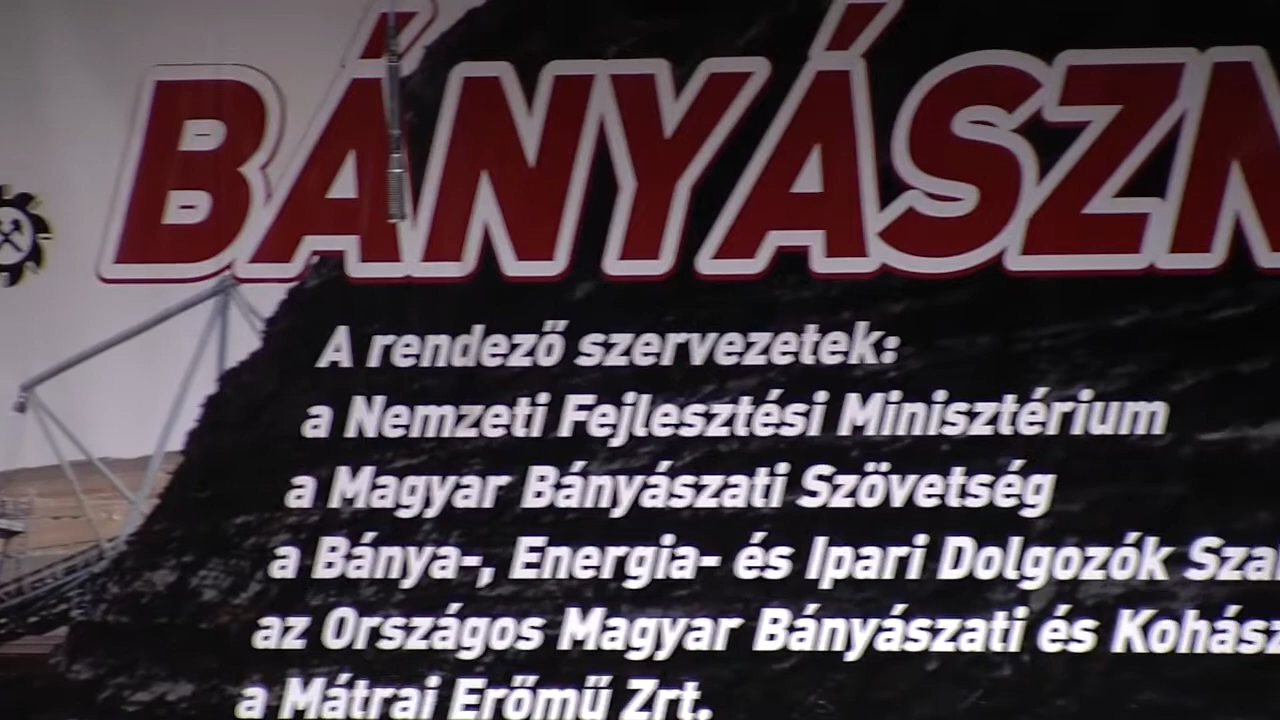 BÁNYÁSZN
A rendező szervezetek:
a Nemzeti Fejlesztési Minisztérium
a Magyar Bányászati Szövetség
a Bánya-, Energia- és Ipari Dolgozók Sza
az Országos Magyar Bányászati és Kohász
a Mátrai Erőmű Zrt.